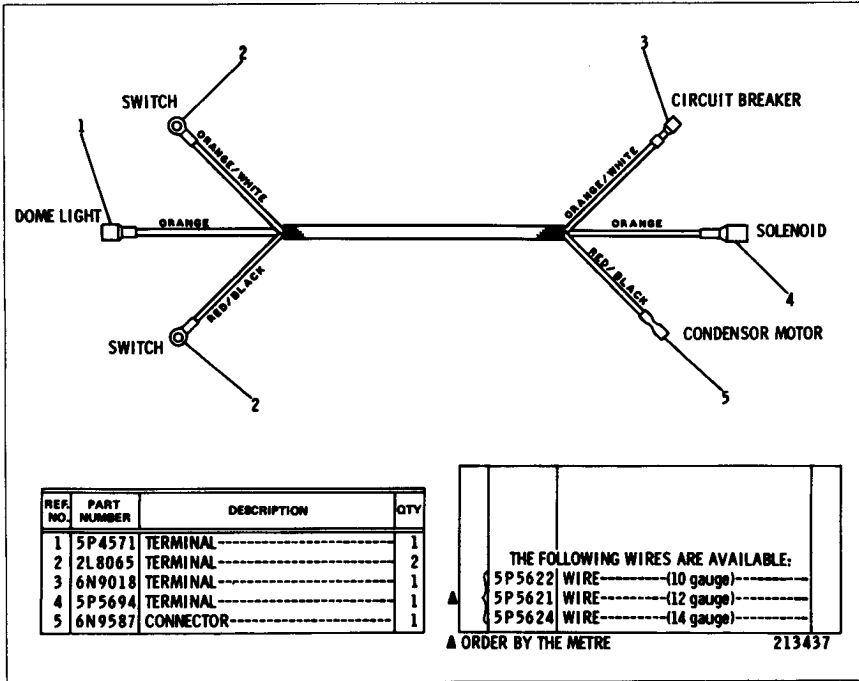 2
3
SWITCH
CIRCUIT BREAKER
1
ORANGE/WHITE
ORANGE/WHITE
DOME LIGHT
ORANGE
ORANGE
SOLENOID
RED/BLACK
RED/BLACK
4
SWITCH
CONDENSOR MOTOR
2
5
REF. NO. PART NUMBER DESCRIPTION QTY
1 5P4571 TERMINAL 1
2 2L8065 TERMINAL 2
3 6N9018 TERMINAL 1
4 5P5694 TERMINAL 1
5 6N9587 CONNECTOR 1
THE FOLLOWING WIRES ARE AVAILABLE:
5P5622 WIRE-------(10 gauge)-------
▲ 5P5621 WIRE-------(12 gauge)-------
5P5624 WIRE-------(14 gauge)-------
▲ ORDER BY THE METRE 213437